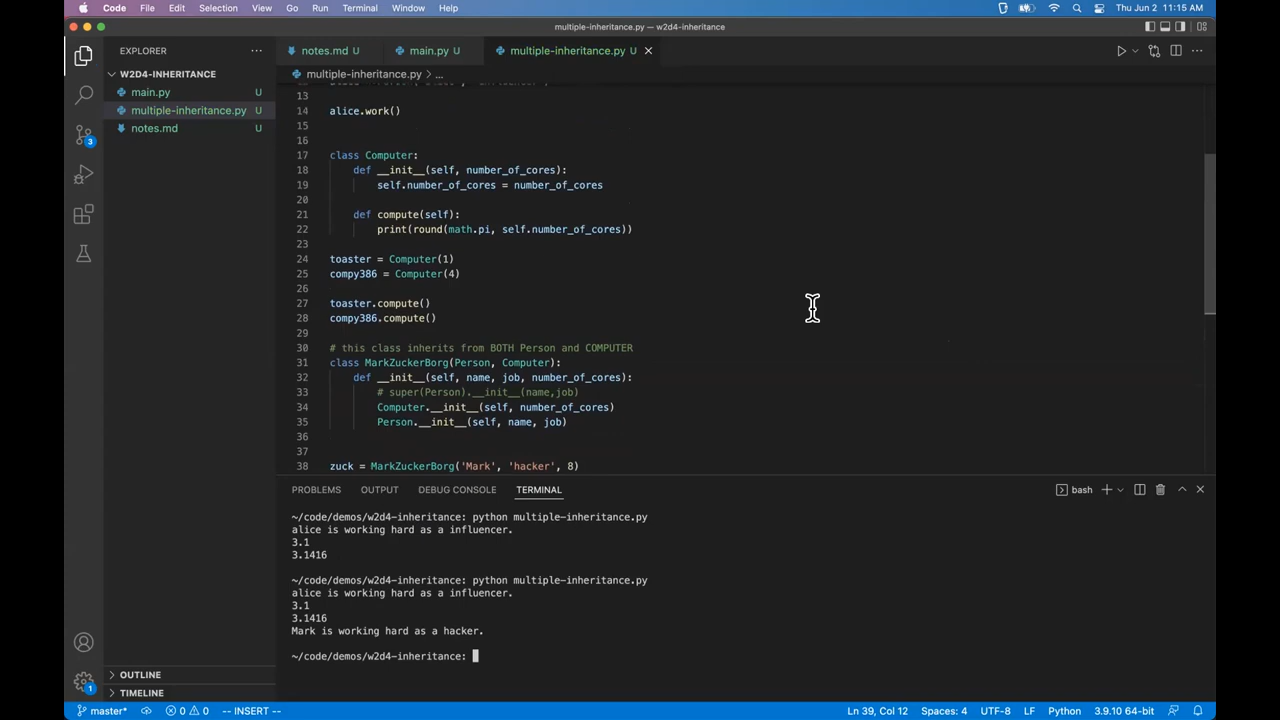 Code File Edit Selection View Go Run Terminal Window Help Thu Jun 2 11:15 AM
multiple-inheritance.py — w2d4-inheritance
EXPLORER
notes.md U main.py U multiple-inheritance.py U
W2D4-INHERITANCE
multiple-inheritance.py > ...
main.py U
multiple-inheritance.py U
notes.md U
13
14 alice.work()
15
16
17 class Computer:
18 def __init__(self, number_of_cores):
19 self.number_of_cores = number_of_cores
20
21 def compute(self):
22 print(round(math.pi, self.number_of_cores))
23
24 toaster = Computer(1)
25 compy386 = Computer(4)
26
27 toaster.compute()
28 compy386.compute()
29
30 # this class inherits from BOTH Person and COMPUTER
31 class MarkZuckerBorg(Person, Computer):
32 def __init__(self, name, job, number_of_cores):
33 # super(Person).__init__(name,job)
34 Computer.__init__(self, number_of_cores)
35 Person.__init__(self, name, job)
36
37
38 zuck = MarkZuckerBorg('Mark', 'hacker', 8)
PROBLEMS OUTPUT DEBUG CONSOLE TERMINAL bash
~/code/demos/w2d4-inheritance: python multiple-inheritance.py
alice is working hard as a influencer.
3.1
3.1416
~/code/demos/w2d4-inheritance: python multiple-inheritance.py
alice is working hard as a influencer.
3.1
3.1416
Mark is working hard as a hacker.
~/code/demos/w2d4-inheritance:
OUTLINE
TIMELINE
3
1
master* 0 0 -- INSERT -- Ln 39, Col 12 Spaces: 4 UTF-8 LF Python 3.9.10 64-bit